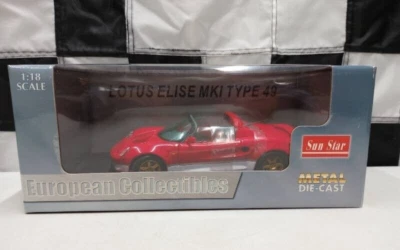 1:18
SCALE
LOTUS ELISE MKI TYPE 49
Sun Star
European Collectibles
METAL
DIE-CAST